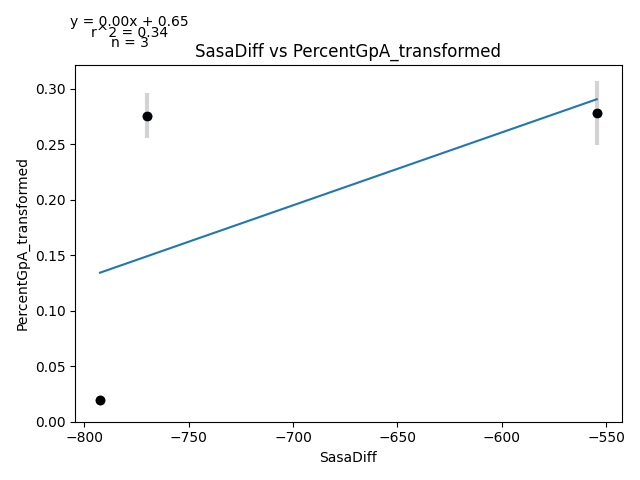 y = 0.00x + 0.65
r^2 = 0.34
n = 3
SasaDiff vs PercentGpA_transformed
0.30
0.25
0.20
0.15
0.10
0.05
0.00
PercentGpA_transformed
−800
−750
−700
−650
−600
−550
SasaDiff